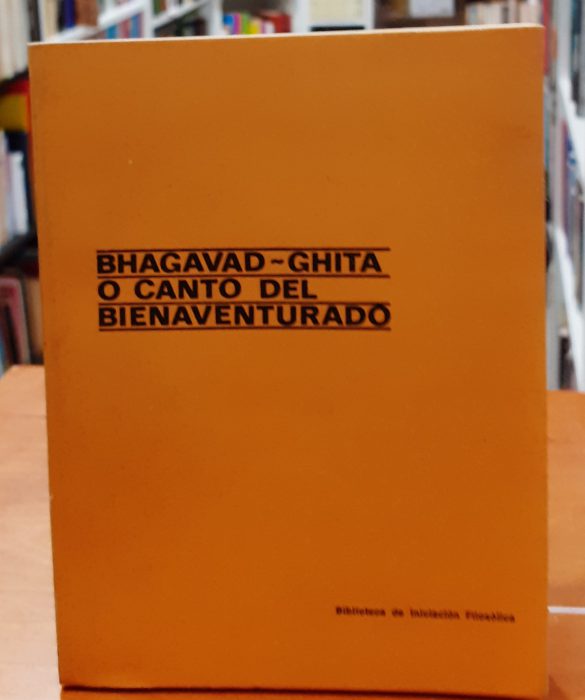 BHAGAVAD~GHITA
O CANTO DEL
BIENAVENTURADO
Biblioteca de Iniciación Filosófica